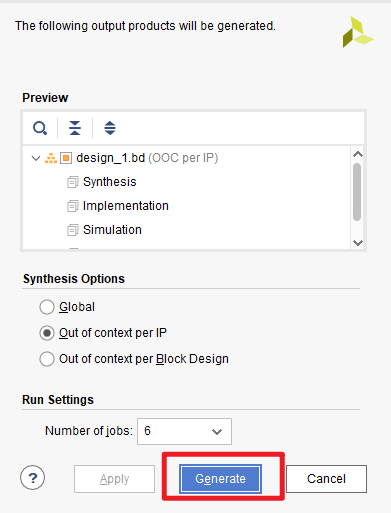 The following output products will be generated.
Preview
design_1.bd (OOC per IP)
Synthesis
Implementation
Simulation
Synthesis Options
Global
Out of context per IP
Out of context per Block Design
Run Settings
Number of jobs: 6
? Apply Generate Cancel